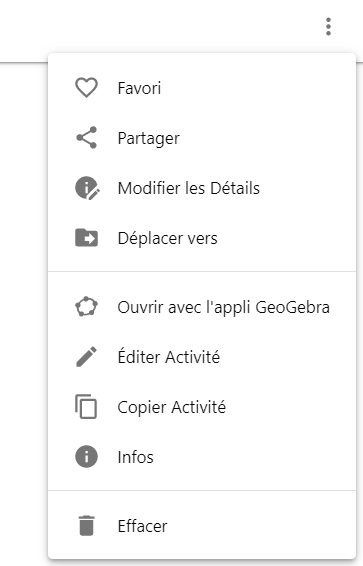 Favori
Partager
Modifier les Détails
Déplacer vers
Ouvrir avec l'appli GeoGebra
Éditer Activité
Copier Activité
Infos
Effacer